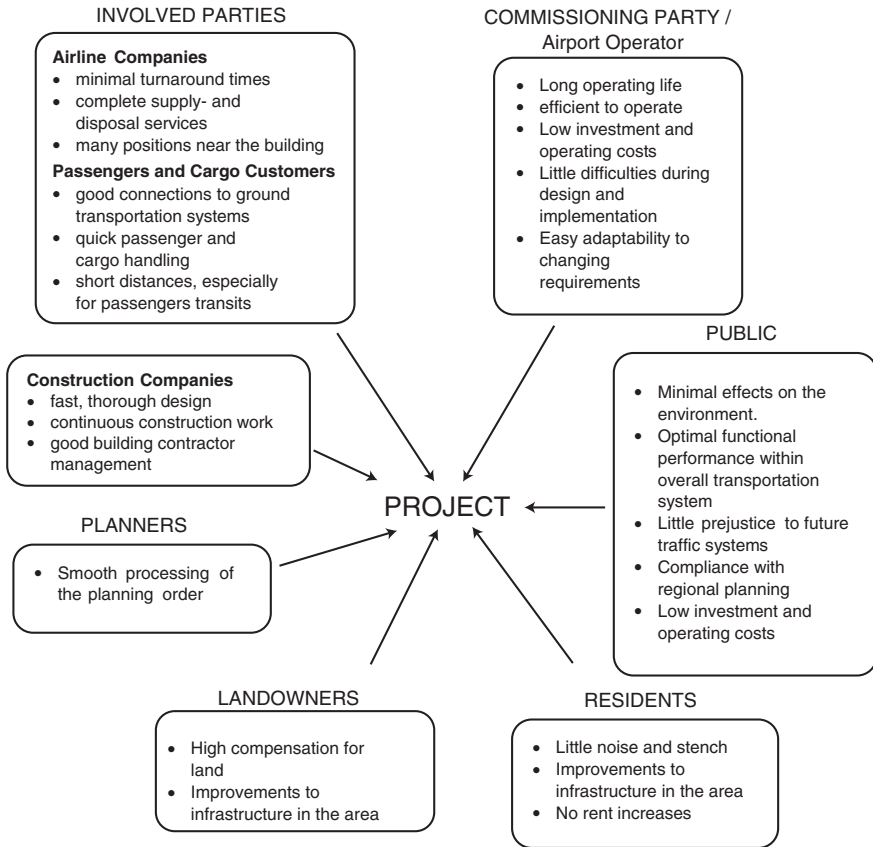 INVOLVED PARTIES
Airline Companies
• minimal turnaround times
• complete supply- and
disposal services
• many positions near the building
Passengers and Cargo Customers
• good connections to ground
transportation systems
• quick passenger and
cargo handling
• short distances, especially
for passengers transits
COMMISSIONING PARTY /
Airport Operator
• Long operating life
• efficient to operate
• Low investment and
operating costs
• Little difficulties during
design and
implementation
• Easy adaptability to
changing
requirements
Construction Companies
• fast, thorough design
• continuous construction work
• good building contractor
management
PUBLIC
• Minimal effects on the
environment.
• Optimal functional
performance within
overall transportation
system
• Little prejustice to future
traffic systems
• Compliance with
regional planning
• Low investment and
operating costs
PROJECT
PLANNERS
• Smooth processing of
the planning order
LANDOWNERS
• High compensation for
land
• Improvements to
infrastructure in the area
RESIDENTS
• Little noise and stench
• Improvements to
infrastructure in the area
• No rent increases